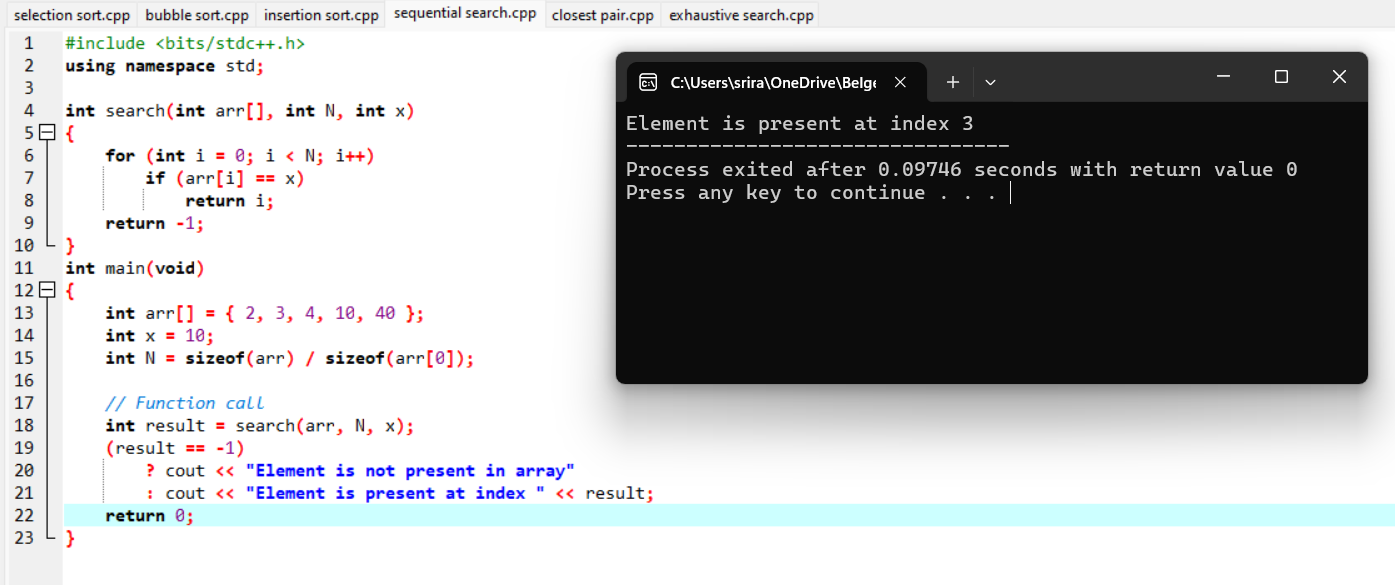 selection sort.cpp bubble sort.cpp insertion sort.cpp sequential search.cpp closest pair.cpp exhaustive search.cpp
1 #include <bits/stdc++.h>
2 using namespace std;
3
4 int search(int arr[], int N, int x)
5 {
6 for (int i = 0; i < N; i++)
7 if (arr[i] == x)
8 return i;
9 return -1;
10 }
11 int main(void)
12 {
13 int arr[] = { 2, 3, 4, 10, 40 };
14 int x = 10;
15 int N = sizeof(arr) / sizeof(arr[0]);
16
17 // Function call
18 int result = search(arr, N, x);
19 (result == -1)
20 ? cout << "Element is not present in array"
21 : cout << "Element is present at index " << result;
22 return 0;
23 }
C:\Users\srira\OneDrive\Belge
Element is present at index 3
--------------------------------
Process exited after 0.09746 seconds with return value 0
Press any key to continue . . .